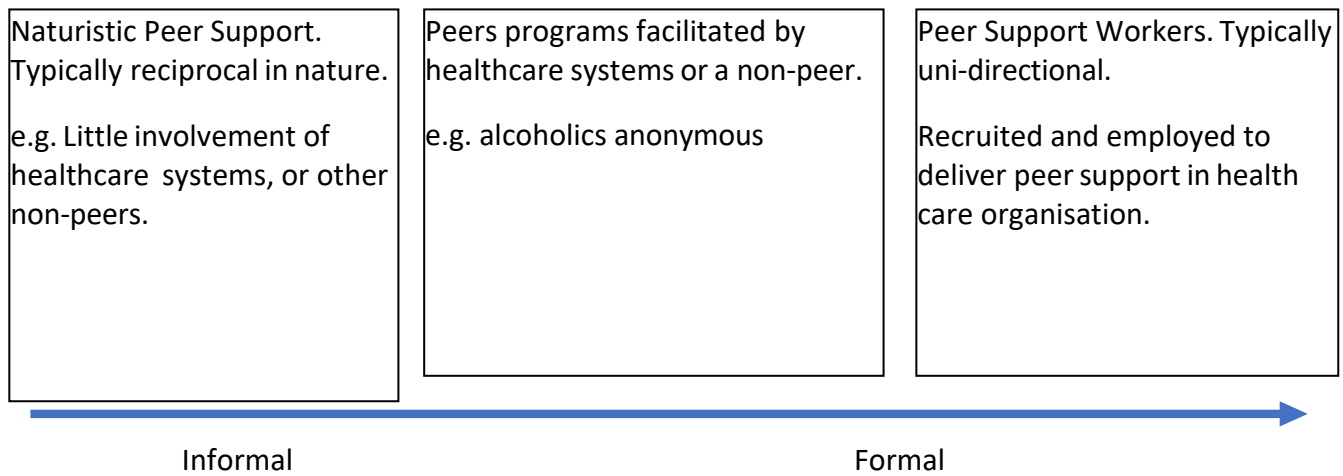 Naturistic Peer Support.
Typically reciprocal in nature.
e.g. Little involvement of
healthcare systems, or other
non-peers.
Peers programs facilitated by
healthcare systems or a non-peer.
e.g. alcoholics anonymous
Peer Support Workers. Typically
uni-directional.
Recruited and employed to
deliver peer support in health
care organisation.
Informal
Formal